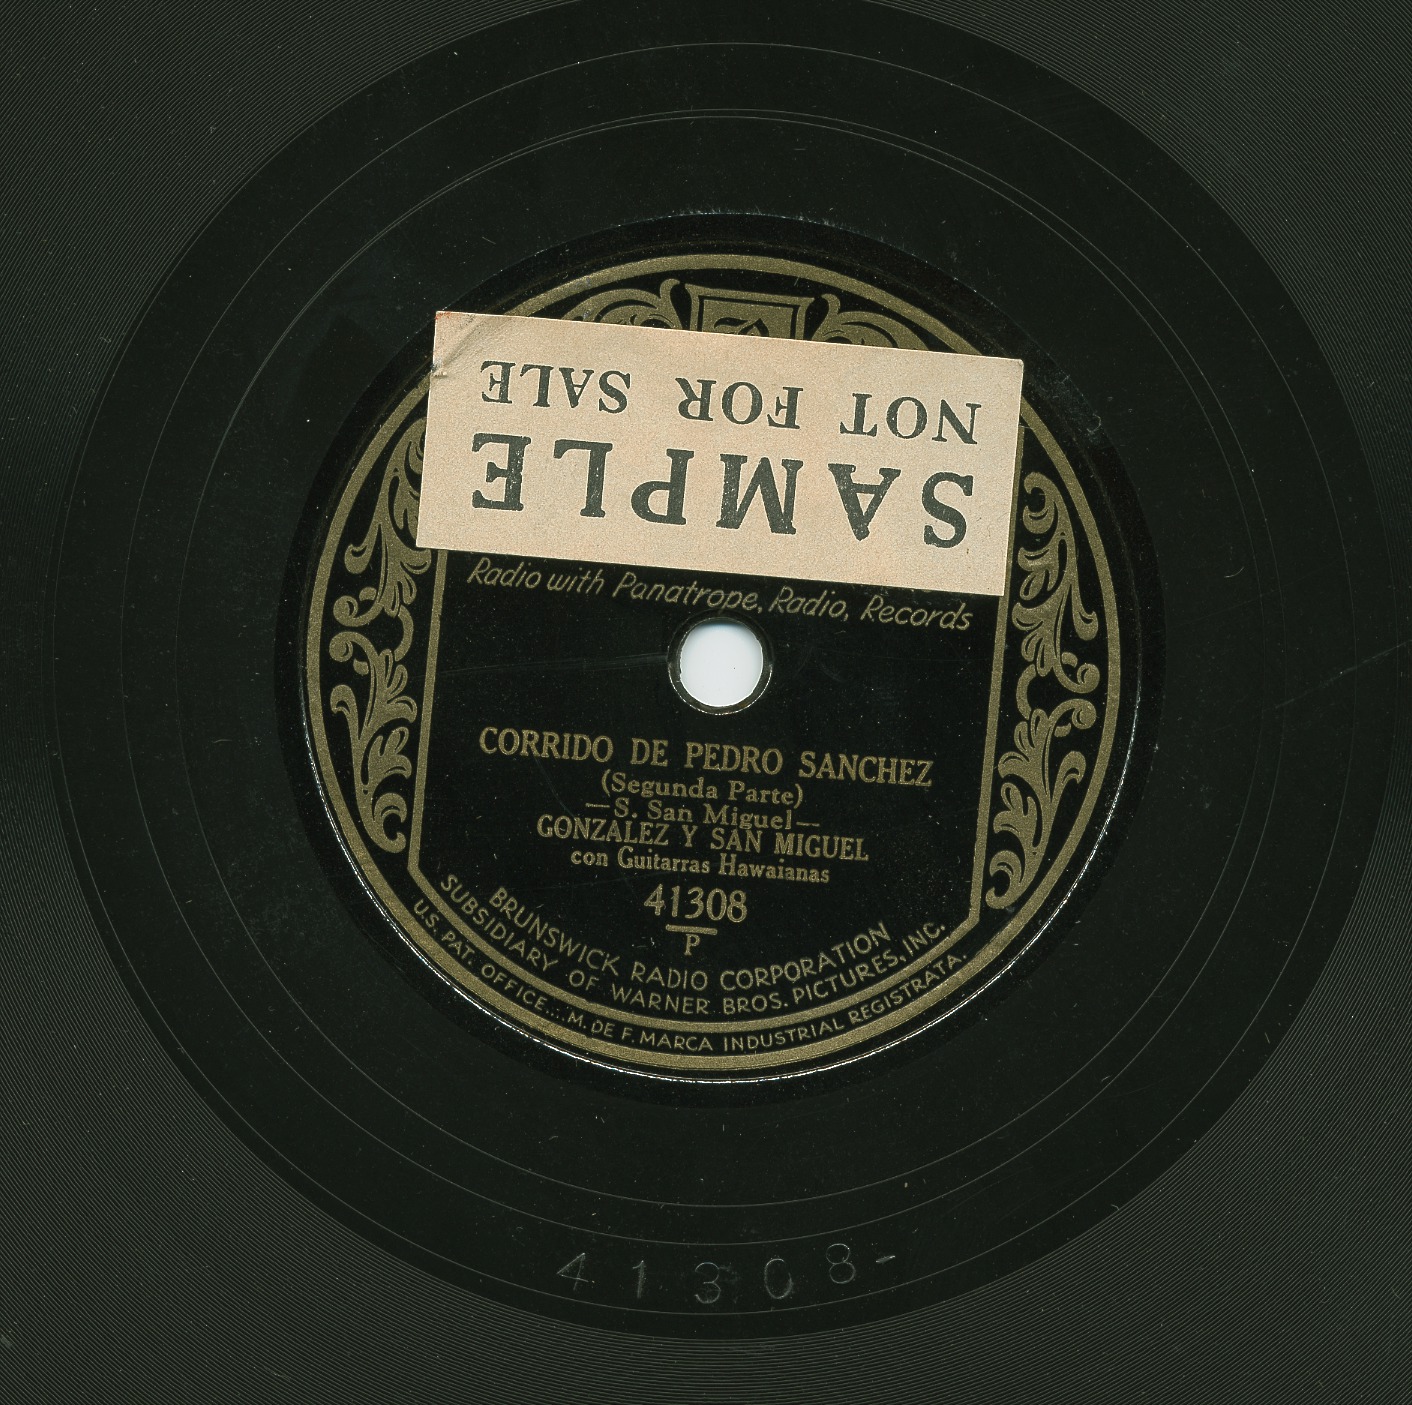 SAMPLE
NOT FOR SALE
Radio with Panatrope, Radio, Records
CORRIDO DE PEDRO SANCHEZ
(Segunda Parte)
—S. San Miguel—
GONZALEZ Y SAN MIGUEL
con Guitarras Hawaianas
41308
P
BRUNSWICK RADIO CORPORATION
SUBSIDIARY OF WARNER BROS. PICTURES, INC.
U.S. PAT. OFFICE....M. DE F. MARCA INDUSTRIAL REGISTRATA.
41308-